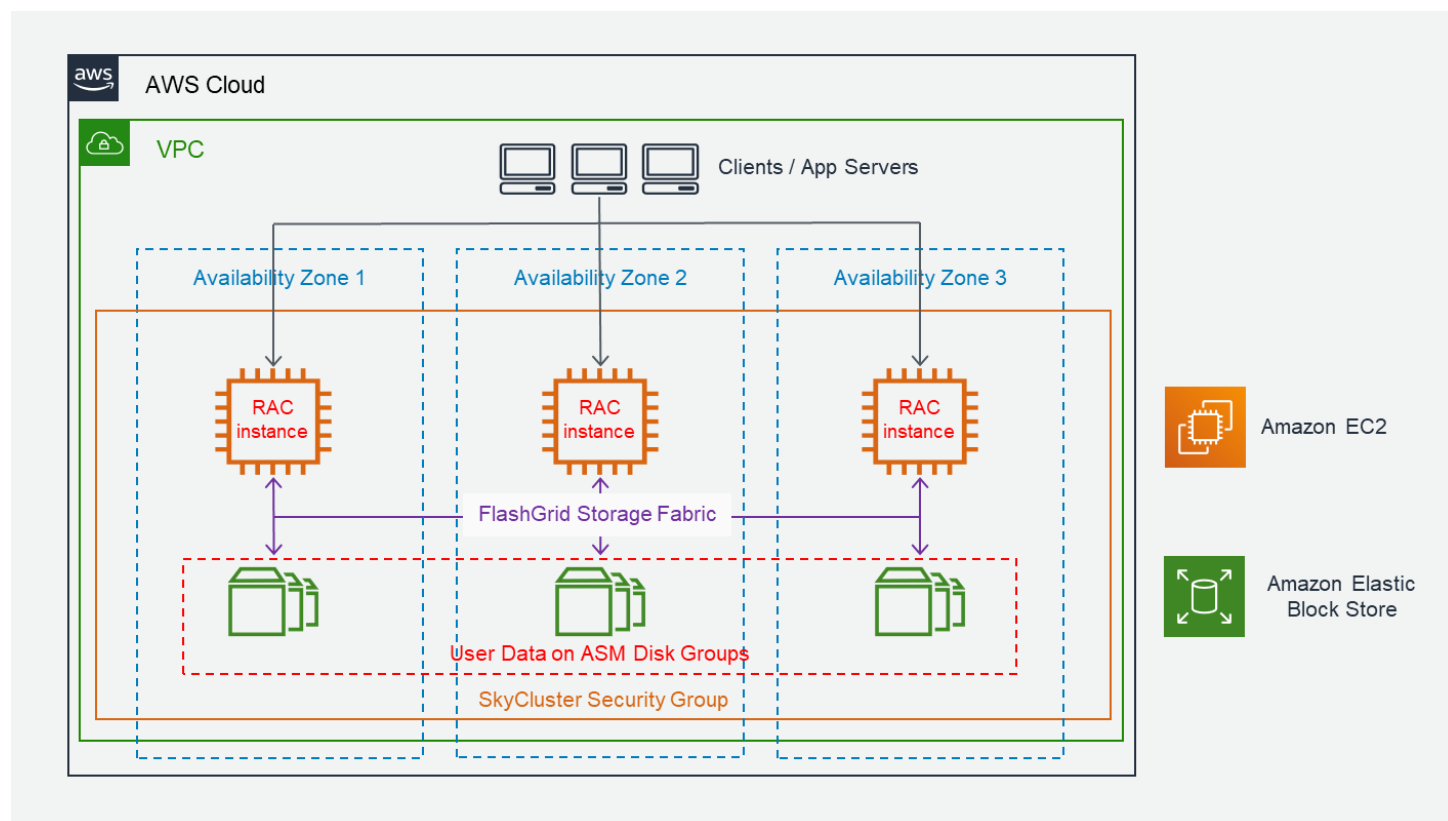 aws
AWS Cloud
VPC
Clients / App Servers
Availability Zone 1
Availability Zone 2
Availability Zone 3
RAC
instance
RAC
instance
RAC
instance
Amazon EC2
FlashGrid Storage Fabric
Amazon Elastic
Block Store
User Data on ASM Disk Groups
SkyCluster Security Group